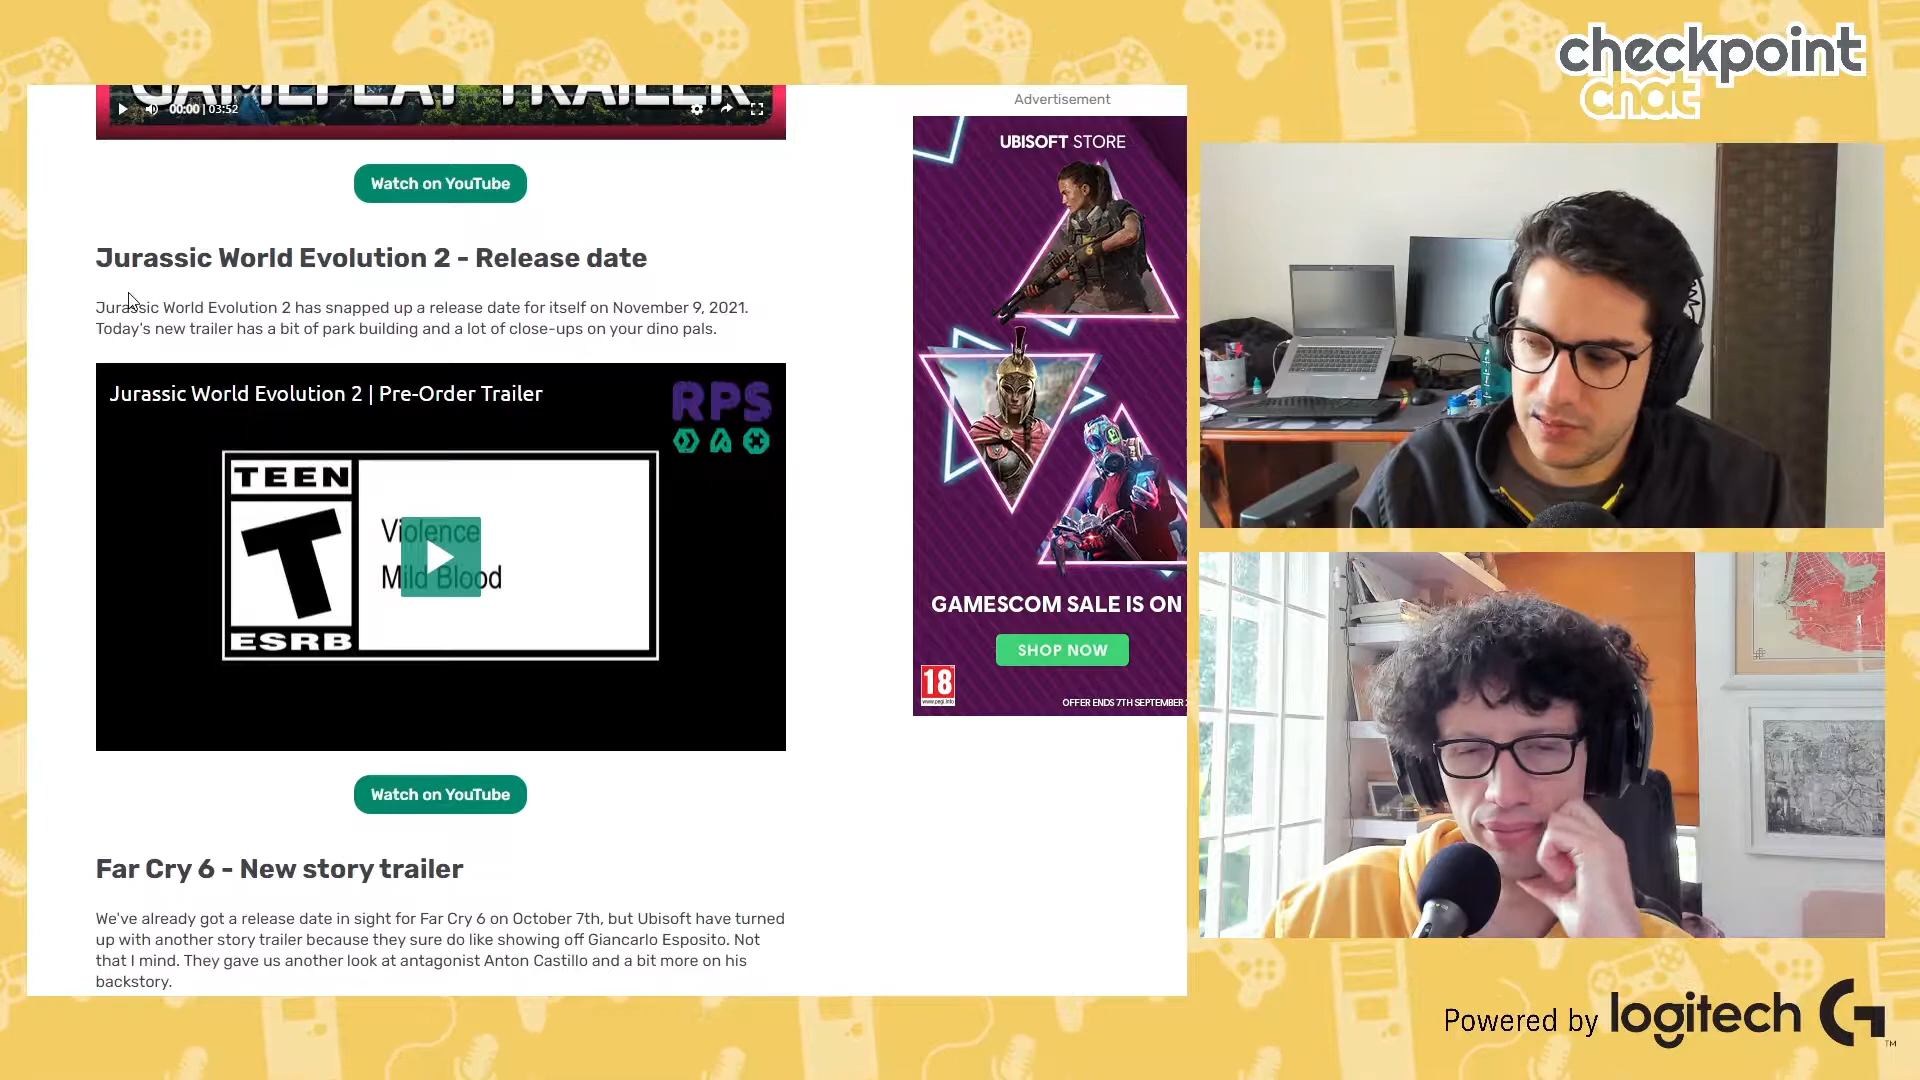 checkpoint
chat
GAMEPLAY TRAILER
00:00 | 03:52
Watch on YouTube
Jurassic World Evolution 2 - Release date
Jurassic World Evolution 2 has snapped up a release date for itself on November 9, 2021.
Today's new trailer has a bit of park building and a lot of close-ups on your dino pals.
Jurassic World Evolution 2 | Pre-Order Trailer
RPS
TEEN
T
ESRB
Violence
Mild Blood
Watch on YouTube
Far Cry 6 - New story trailer
We've already got a release date in sight for Far Cry 6 on October 7th, but Ubisoft have turned
up with another story trailer because they sure do like showing off Giancarlo Esposito. Not
that I mind. They gave us another look at antagonist Anton Castillo and a bit more on his
backstory.
Advertisement
UBISOFT STORE
GAMESCOM SALE IS ON
SHOP NOW
18
www.pegi.info
OFFER ENDS 7TH SEPTEMBER
Powered by logitech G
TM